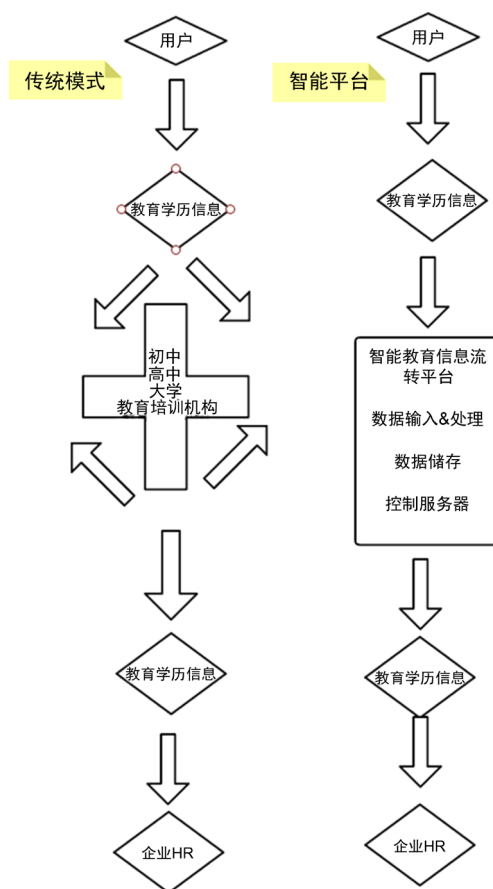 用户
传统模式
教育学历信息
初中
高中
大学
教育培训机构
教育学历信息
企业HR
用户
智能平台
教育学历信息
智能教育信息流
转平台
数据输入&处理
数据储存
控制服务器
教育学历信息
企业HR